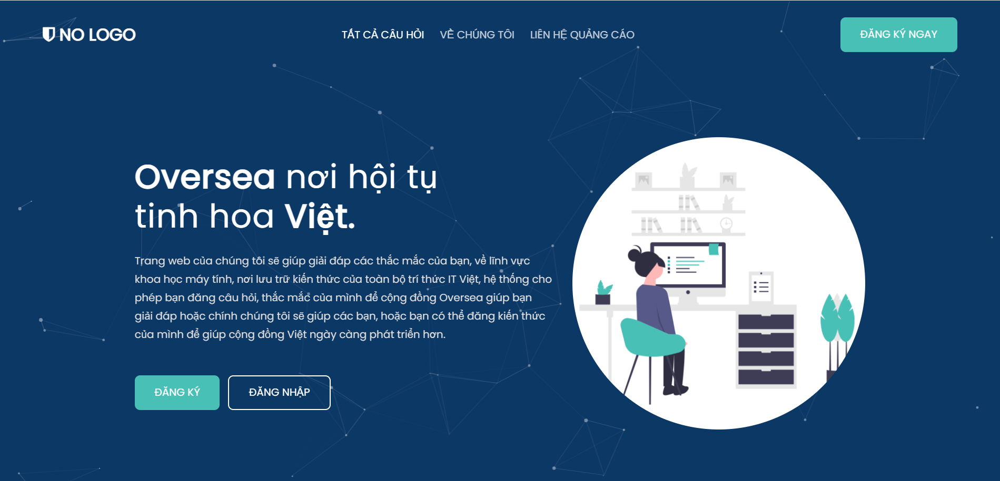 NO LOGO
TẤT CẢ CÂU HỎI
VỀ CHÚNG TÔI
LIÊN HỆ QUẢNG CÁO
ĐĂNG KÝ NGAY
Oversea nơi hội tụ
tinh hoa Việt.
Trang web của chúng tôi sẽ giúp giải đáp các thắc mắc của bạn, về lĩnh vực
khoa học máy tính, nơi lưu trữ kiến thức của toàn bộ trí thức IT Việt, hệ thống cho
phép bạn đăng câu hỏi, thắc mắc của mình để cộng đồng Oversea giúp bạn
giải đáp hoặc chính chúng tôi sẽ giúp các bạn, hoặc bạn có thể đăng kiến thức
của mình để giúp cộng đồng Việt ngày càng phát triển hơn.
ĐĂNG KÝ
ĐĂNG NHẬP